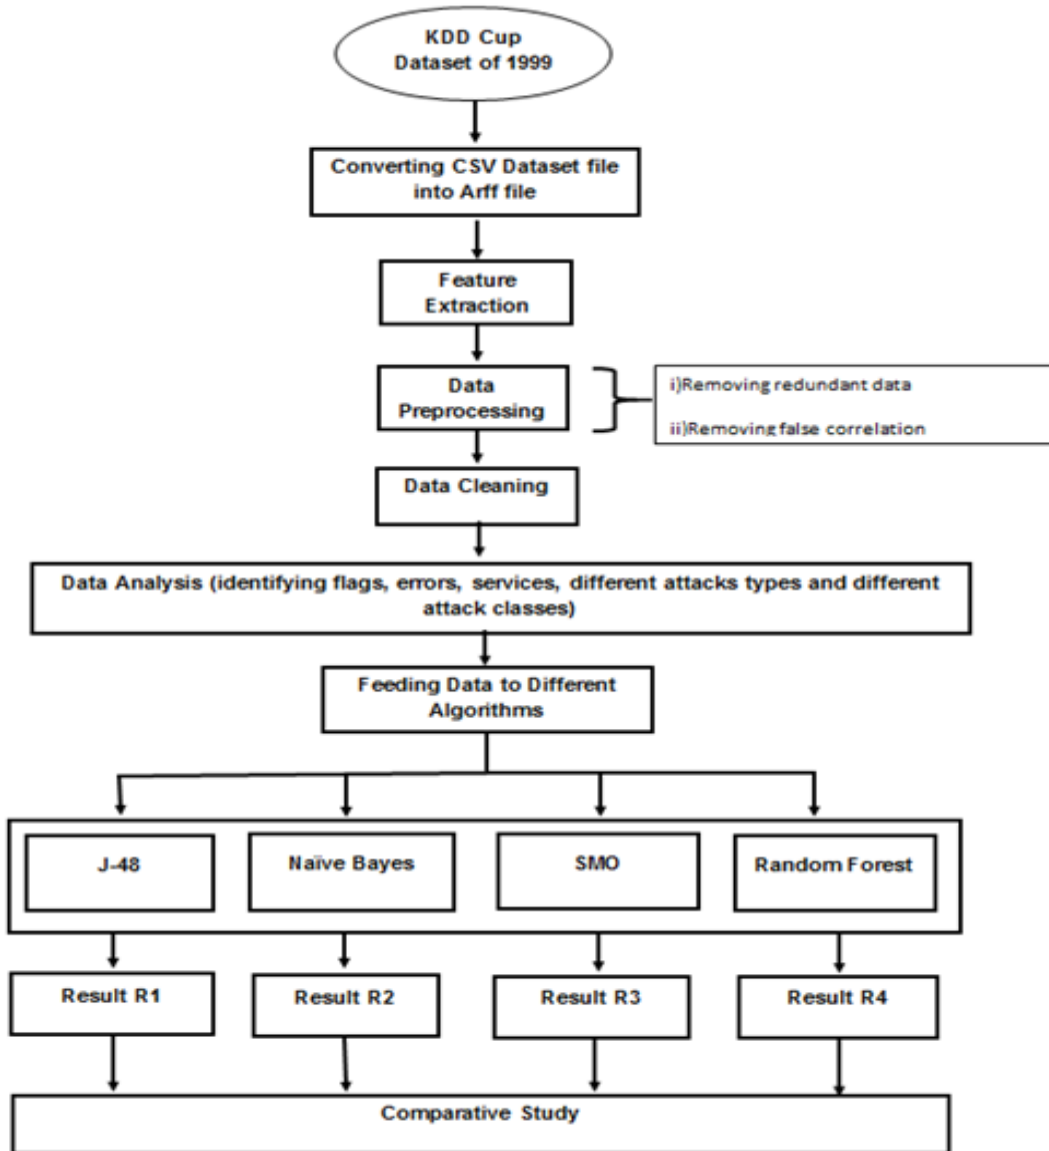 KDD Cup
Dataset of 1999
Converting CSV Dataset file
into Arff file
Feature
Extraction
Data
Preprocessing
i)Removing redundant data
ii)Removing false correlation
Data Cleaning
Data Analysis (identifying flags, errors, services, different attacks types and different
attack classes)
Feeding Data to Different
Algorithms
J-48
Naïve Bayes
SMO
Random Forest
Result R1
Result R2
Result R3
Result R4
Comparative Study